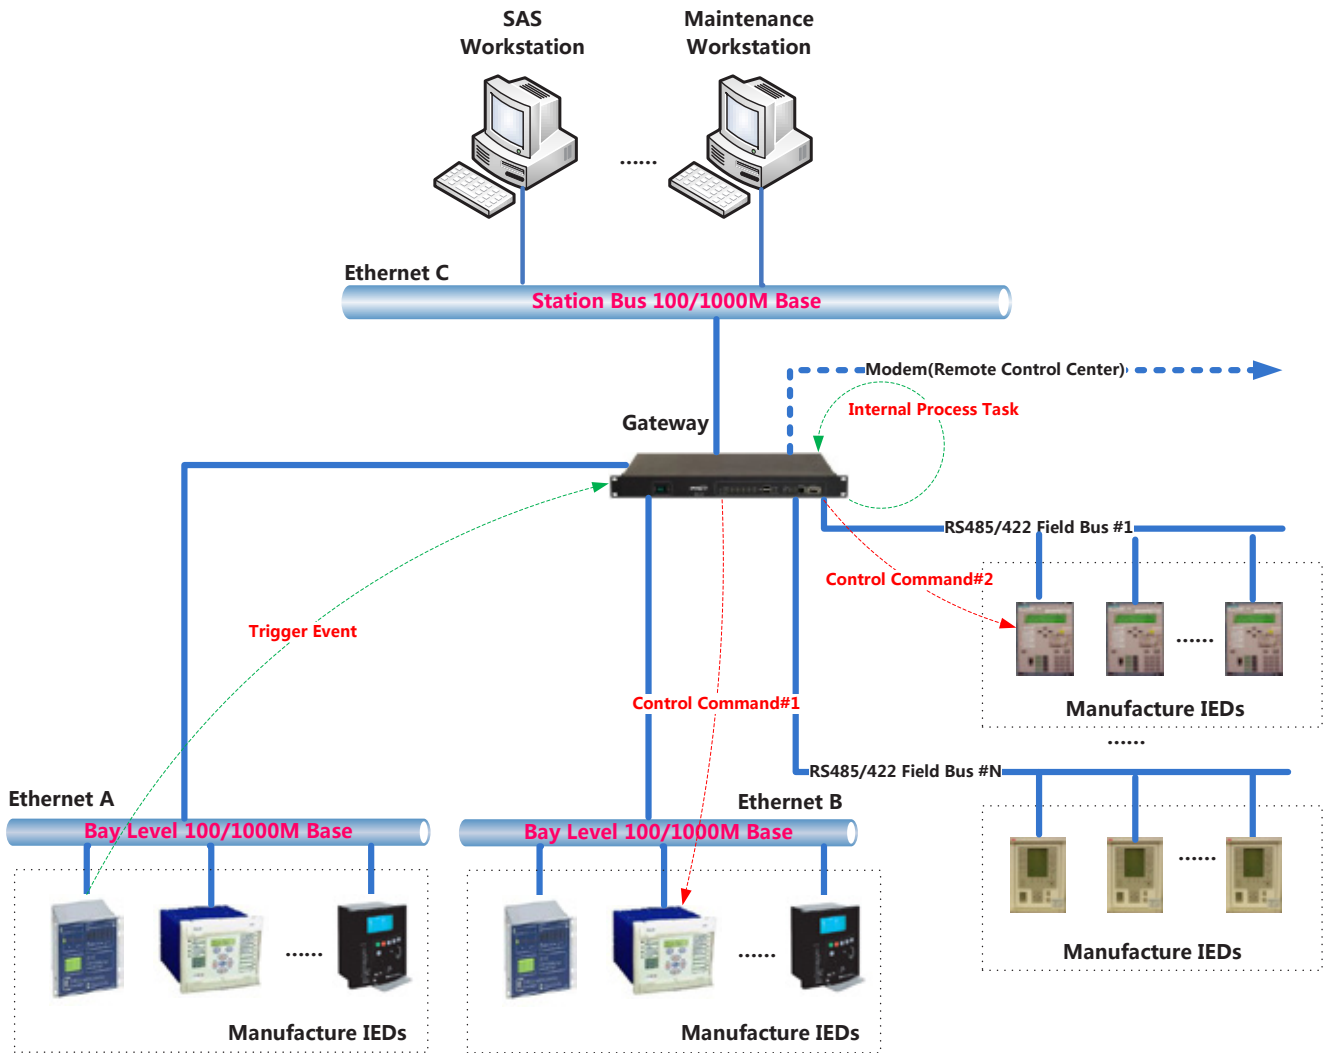 SAS
Workstation
Maintenance
Workstation
......
Ethernet C
Station Bus 100/1000M Base
Modem(Remote Control Center)
Internal Process Task
Gateway
RS485/422 Field Bus #1
Control Command#2
Trigger Event
......
Manufacture IEDs
Control Command#1
......
RS485/422 Field Bus #N
Ethernet A
Ethernet B
Bay Level 100/1000M Base
Bay Level 100/1000M Base
......
Manufacture IEDs
......
......
Manufacture IEDs
Manufacture IEDs